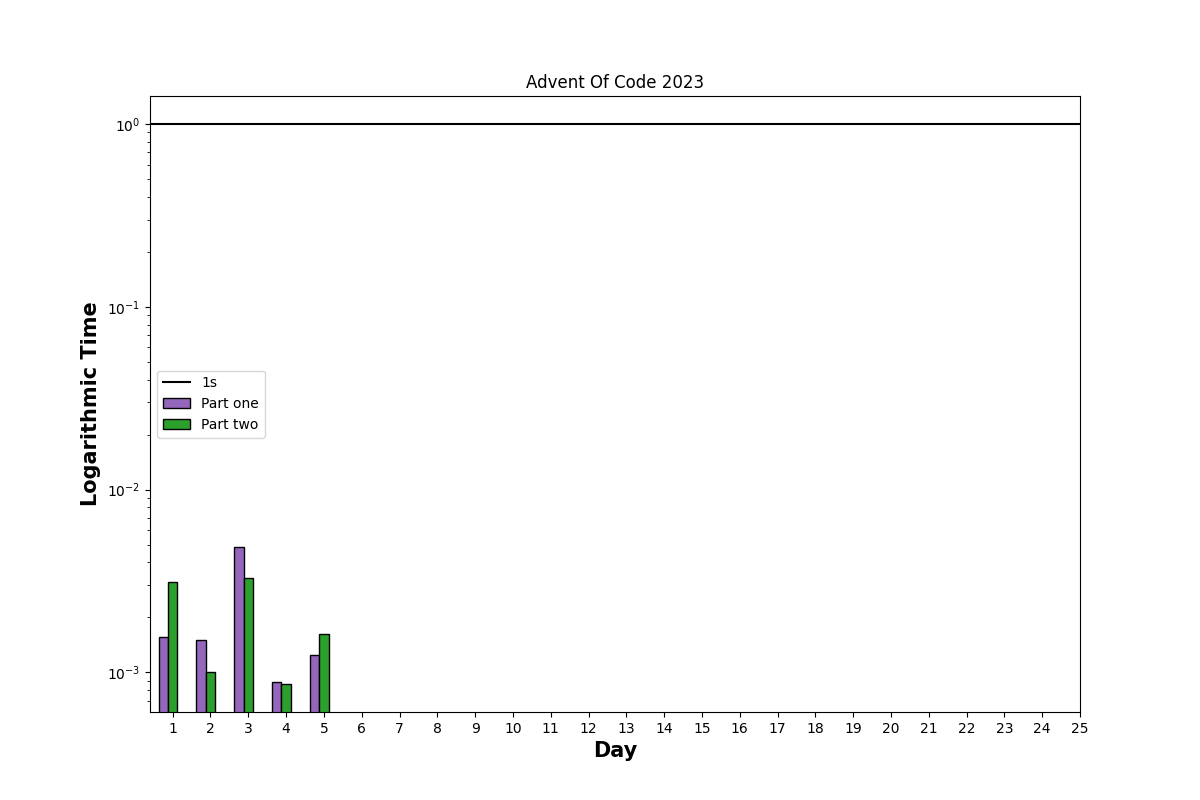 Advent Of Code 2023
10⁰
10⁻¹
10⁻²
10⁻³
Logarithmic Time
1s
Part one
Part two
1 2 3 4 5 6 7 8 9 10 11 12 13 14 15 16 17 18 19 20 21 22 23 24 25
Day